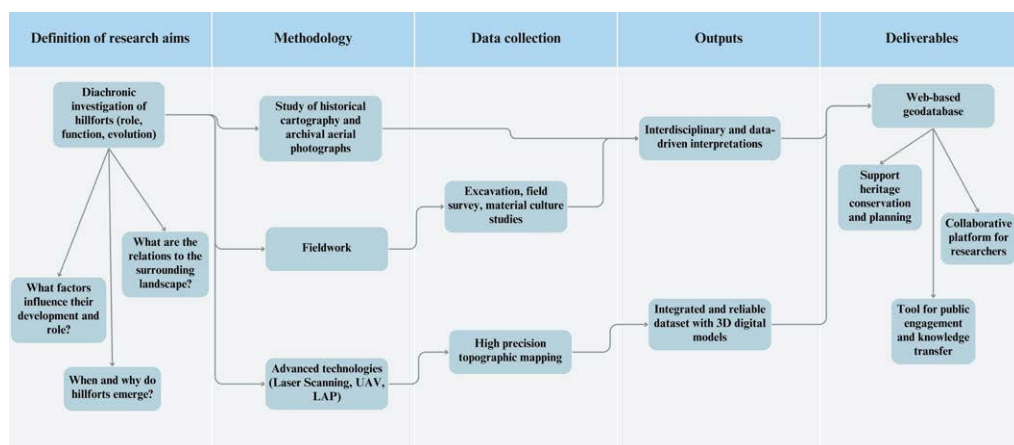 Definition of research aims
Methodology
Data collection
Outputs
Deliverables
Diachronic
investigation of
hillforts (role,
function, evolution)
What are the
relations to the
surrounding
landscape?
What factors
influence their
development and
role?
When and why do
hillforts emerge?
Study of historical
cartography and
archival aerial
photographs
Fieldwork
Advanced technologies
(Laser Scanning, UAV,
LAP)
Excavation, field
survey, material culture
studies
High precision
topographic mapping
Interdisciplinary and data-
driven interpretations
Integrated and reliable
dataset with 3D digital
models
Web-based
geodatabase
Support
heritage
conservation
and planning
Collaborative
platform for
researchers
Tool for public
engagement
and knowledge
transfer